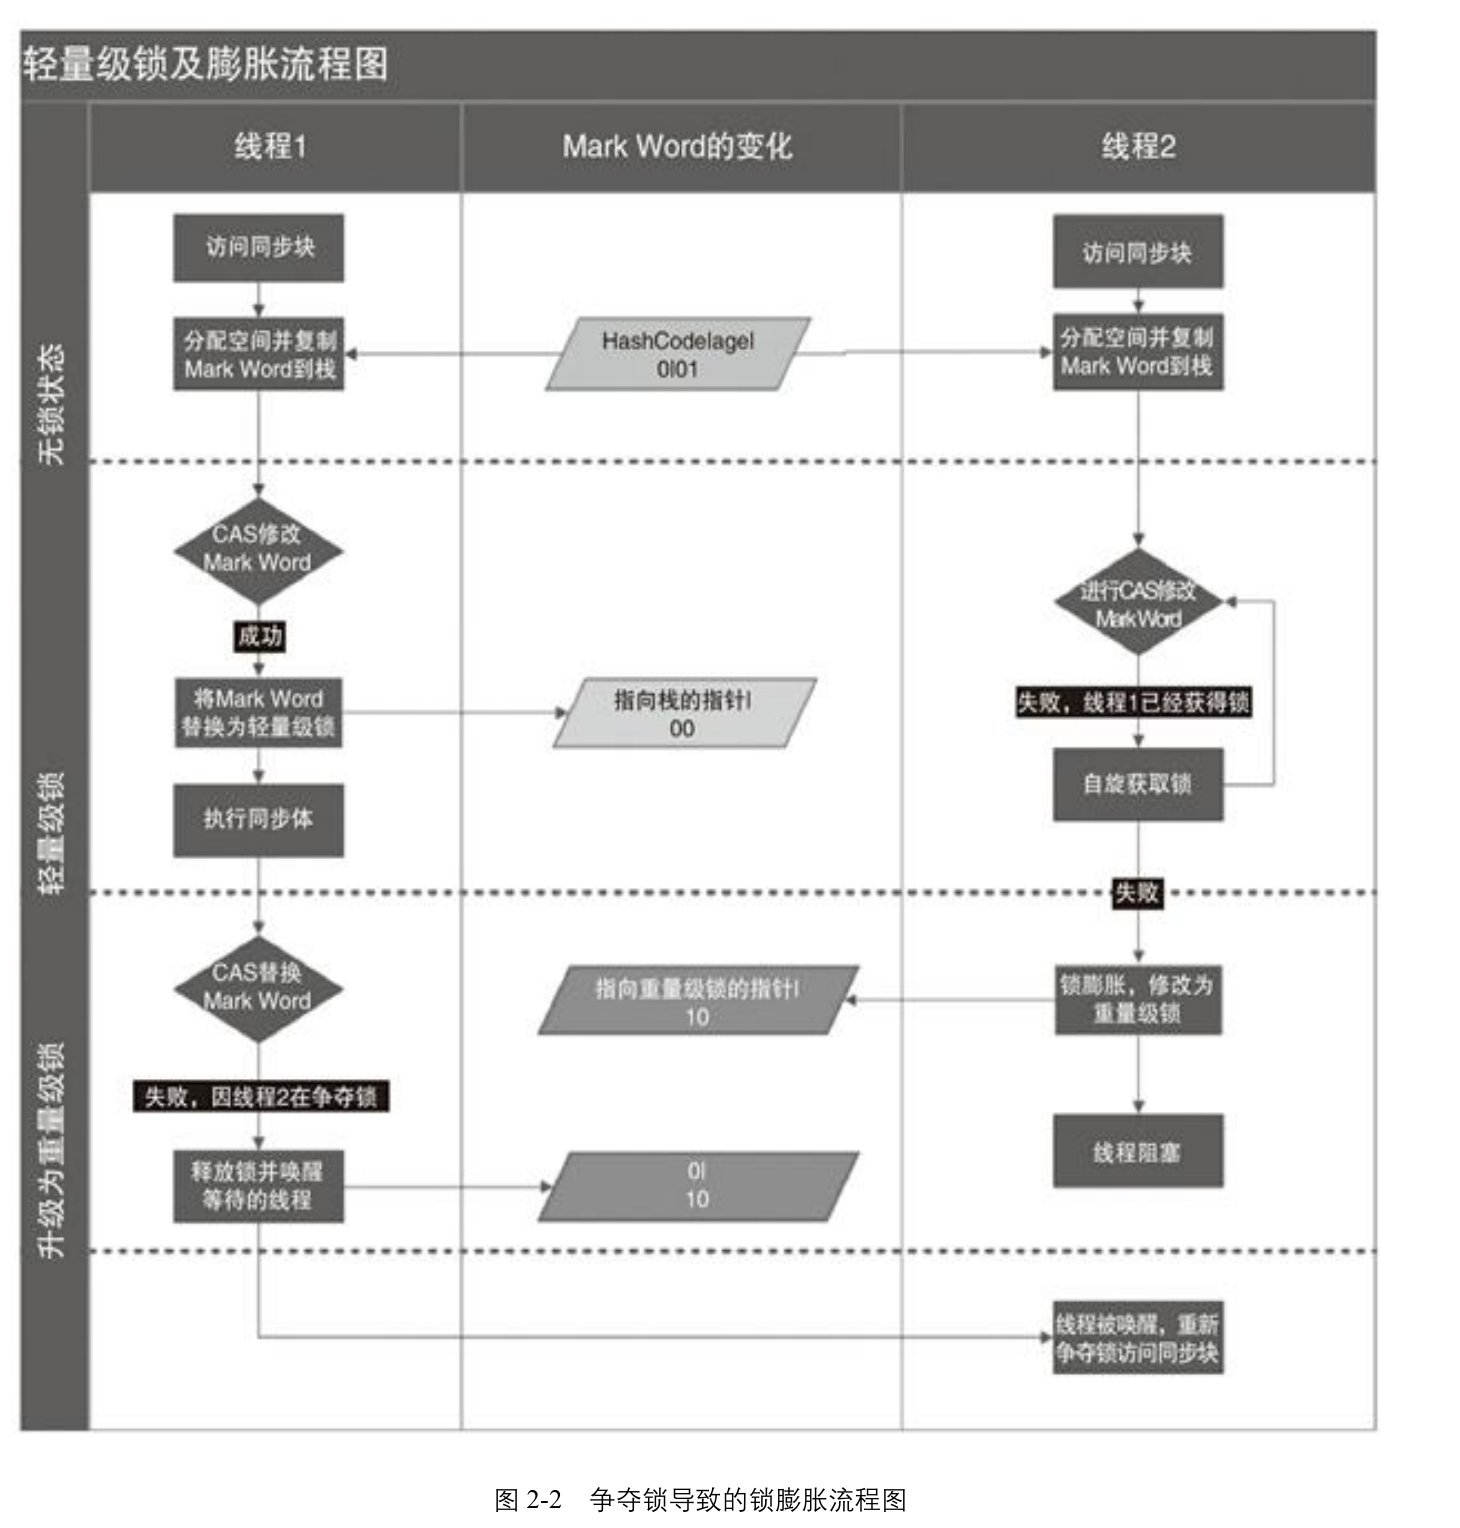 轻量级锁及膨胀流程图
线程1
Mark Word的变化
线程2
无锁状态
访问同步块
访问同步块
分配空间并复制
Mark Word到栈
HashCodelagel
0l01
分配空间并复制
Mark Word到栈
轻量级锁
CAS修改
Mark Word
成功
将Mark Word
替换为轻量级锁
指向栈的指针l
00
执行同步体
进行CAS修改
MarkWord
失败，线程1已经获得锁
自旋获取锁
失败
升级为重量级锁
CAS替换
Mark Word
指向重量级锁的指针l
10
锁膨胀，修改为
重量级锁
失败，因线程2在争夺锁
释放锁并唤醒
等待的线程
0l
10
线程阻塞
线程被唤醒，重新
争夺锁访问同步块
图 2-2 争夺锁导致的锁膨胀流程图